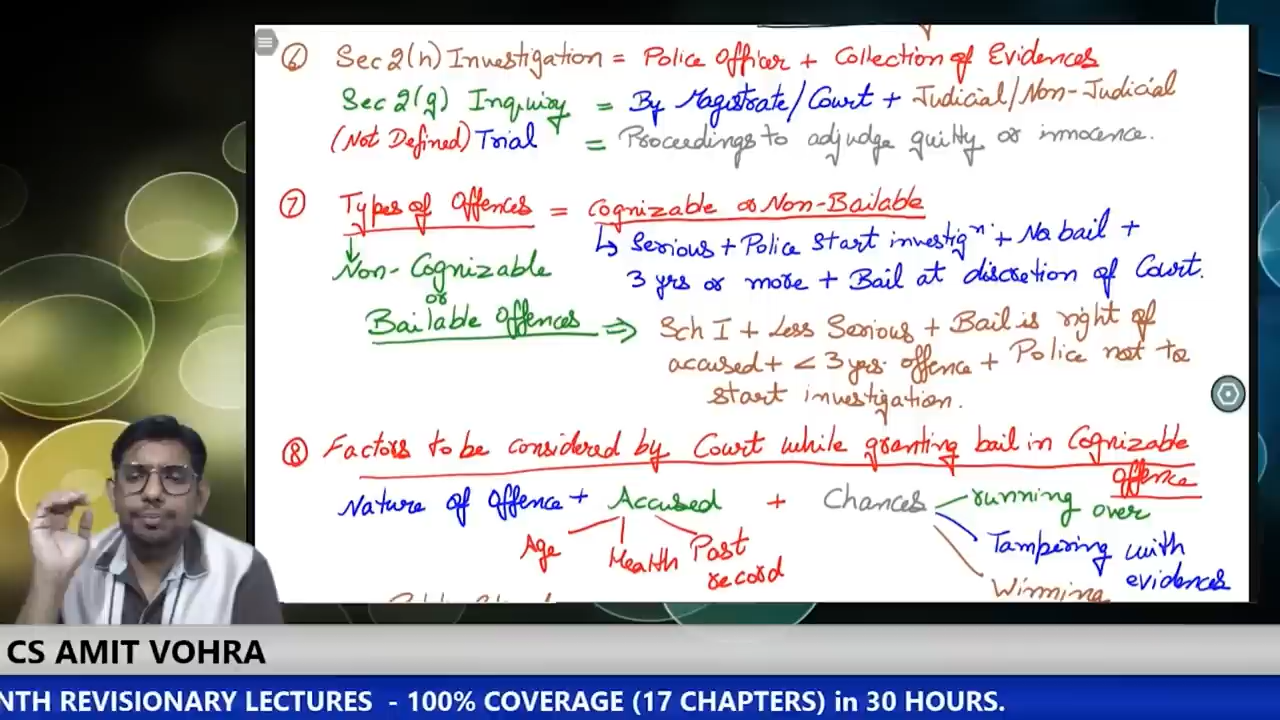 ⑥ Sec 2(h) Investigation = Police Officer + Collection of Evidences
Sec 2(g) Inquiry = By Magistrate/Court + Judicial/Non-Judicial
(Not Defined) Trial = Proceedings to adjudge guilty or innocence.
⑦ Types of Offences = Cognizable or Non-Bailable
↳ Serious + Police start investigⁿ + No bail +
3 yrs or more + Bail at discretion of Court.
Non-Cognizable
or
Bailable Offences ⇒ Sch I + Less Serious + Bail is right of
accused + < 3 yrs. offence + Police not to
start investigation.
⑧ Factors to be considered by Court while granting bail in Cognizable
offence
Nature of offence + Accused + Chances running over
Age Health Past record
Tampering with evidences
Winning
CS AMIT VOHRA
NTH REVISIONARY LECTURES - 100% COVERAGE (17 CHAPTERS) in 30 HOURS.